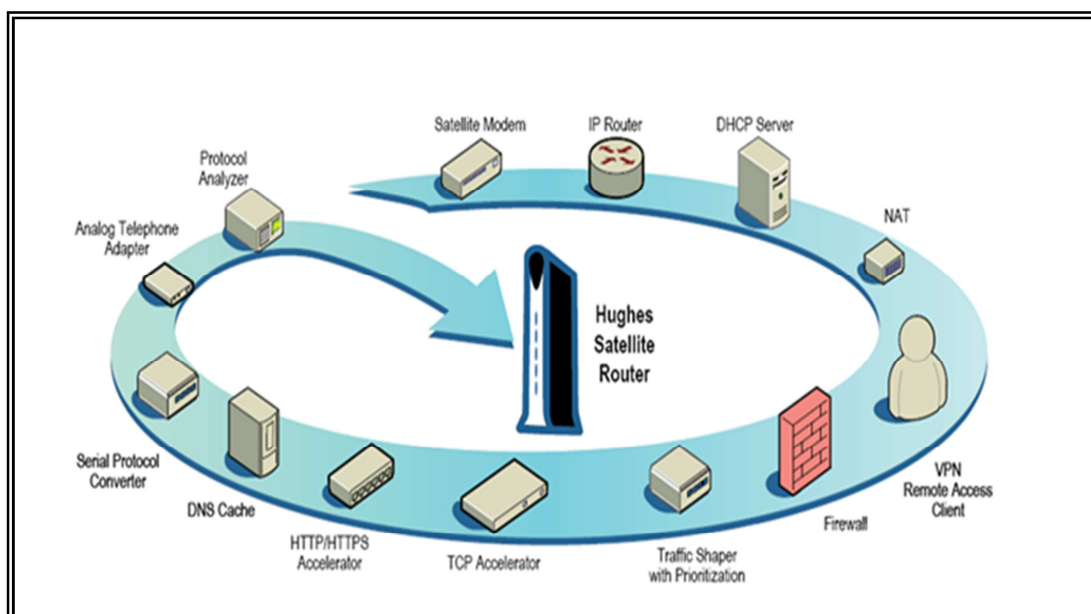 Satellite Modem
IP Router
DHCP Server
NAT
VPN
Remote Access
Client
Firewall
Traffic Shaper
with Prioritization
TCP Accelerator
HTTP/HTTPS
Accelerator
DNS Cache
Serial Protocol
Converter
Analog Telephone
Adapter
Protocol
Analyzer
Hughes
Satellite
Router